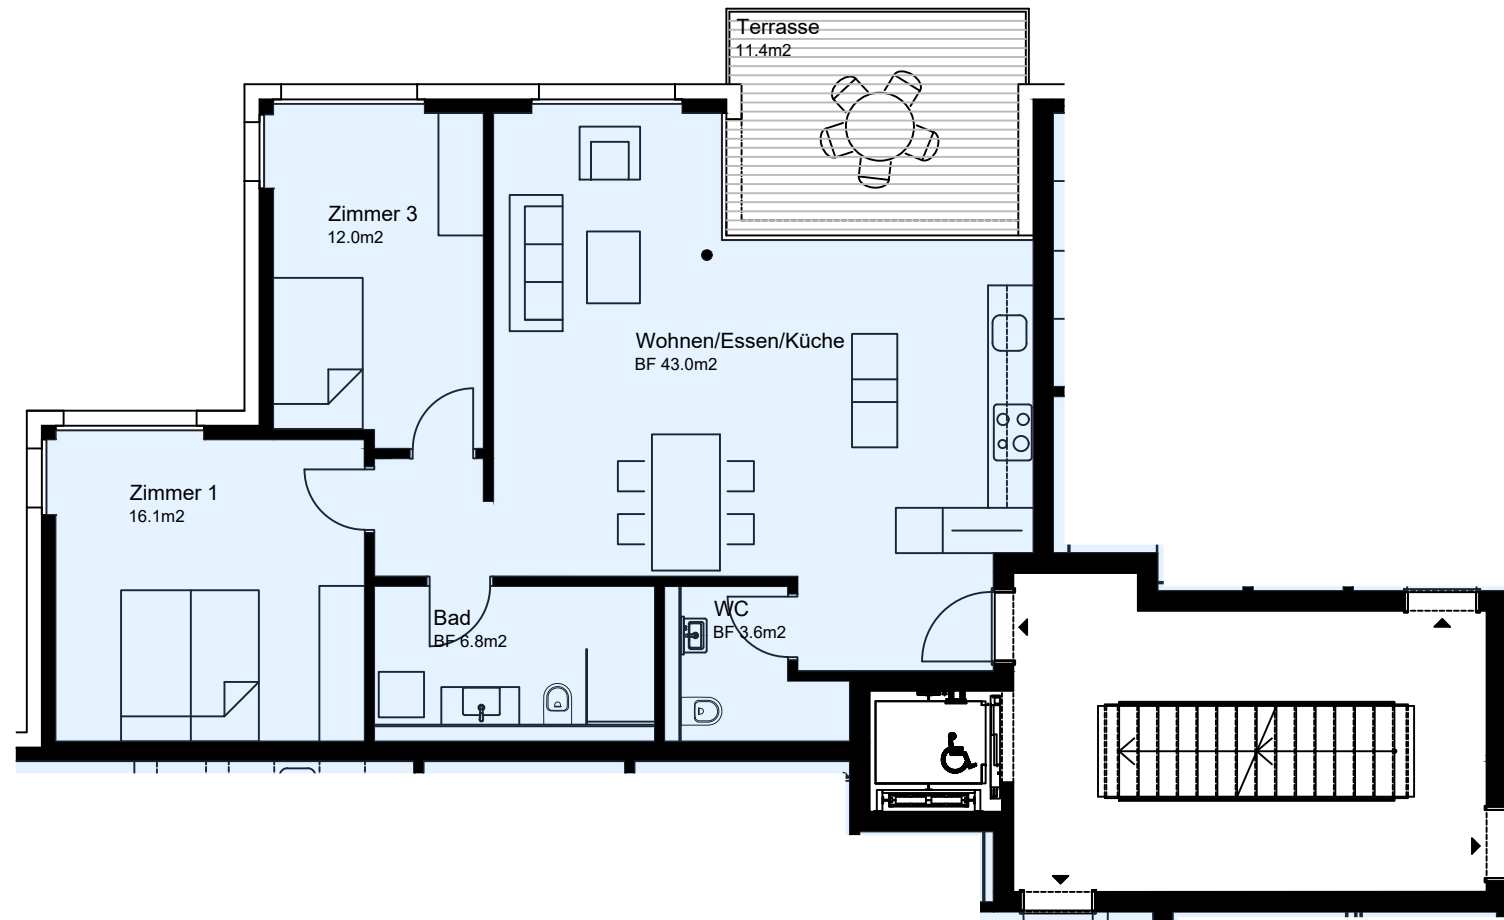 Terrasse
11.4m2
Zimmer 3
12.0m2
Wohnen/Essen/Küche
BF 43.0m2
Zimmer 1
16.1m2
Bad
BF 6.8m2
WC
BF 3.6m2